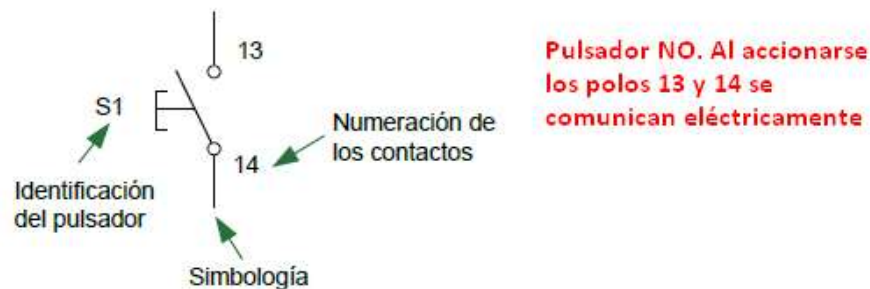 13
Pulsador NO. Al accionarse
los polos 13 y 14 se
comunican eléctricamente
S1
Numeración de
los contactos
14
Identificación
del pulsador
Simbología